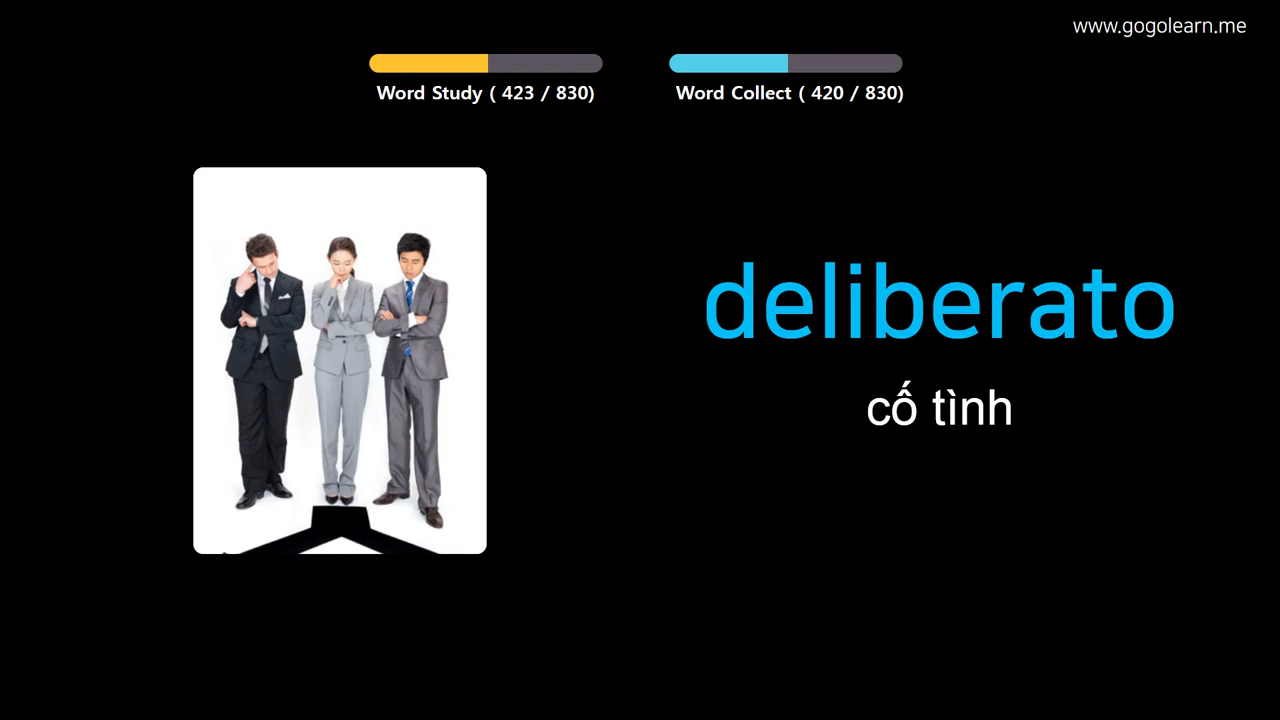 www.gogolearn.me
Word Study ( 423 / 830)
Word Collect ( 420 / 830)
deliberato
cố tình